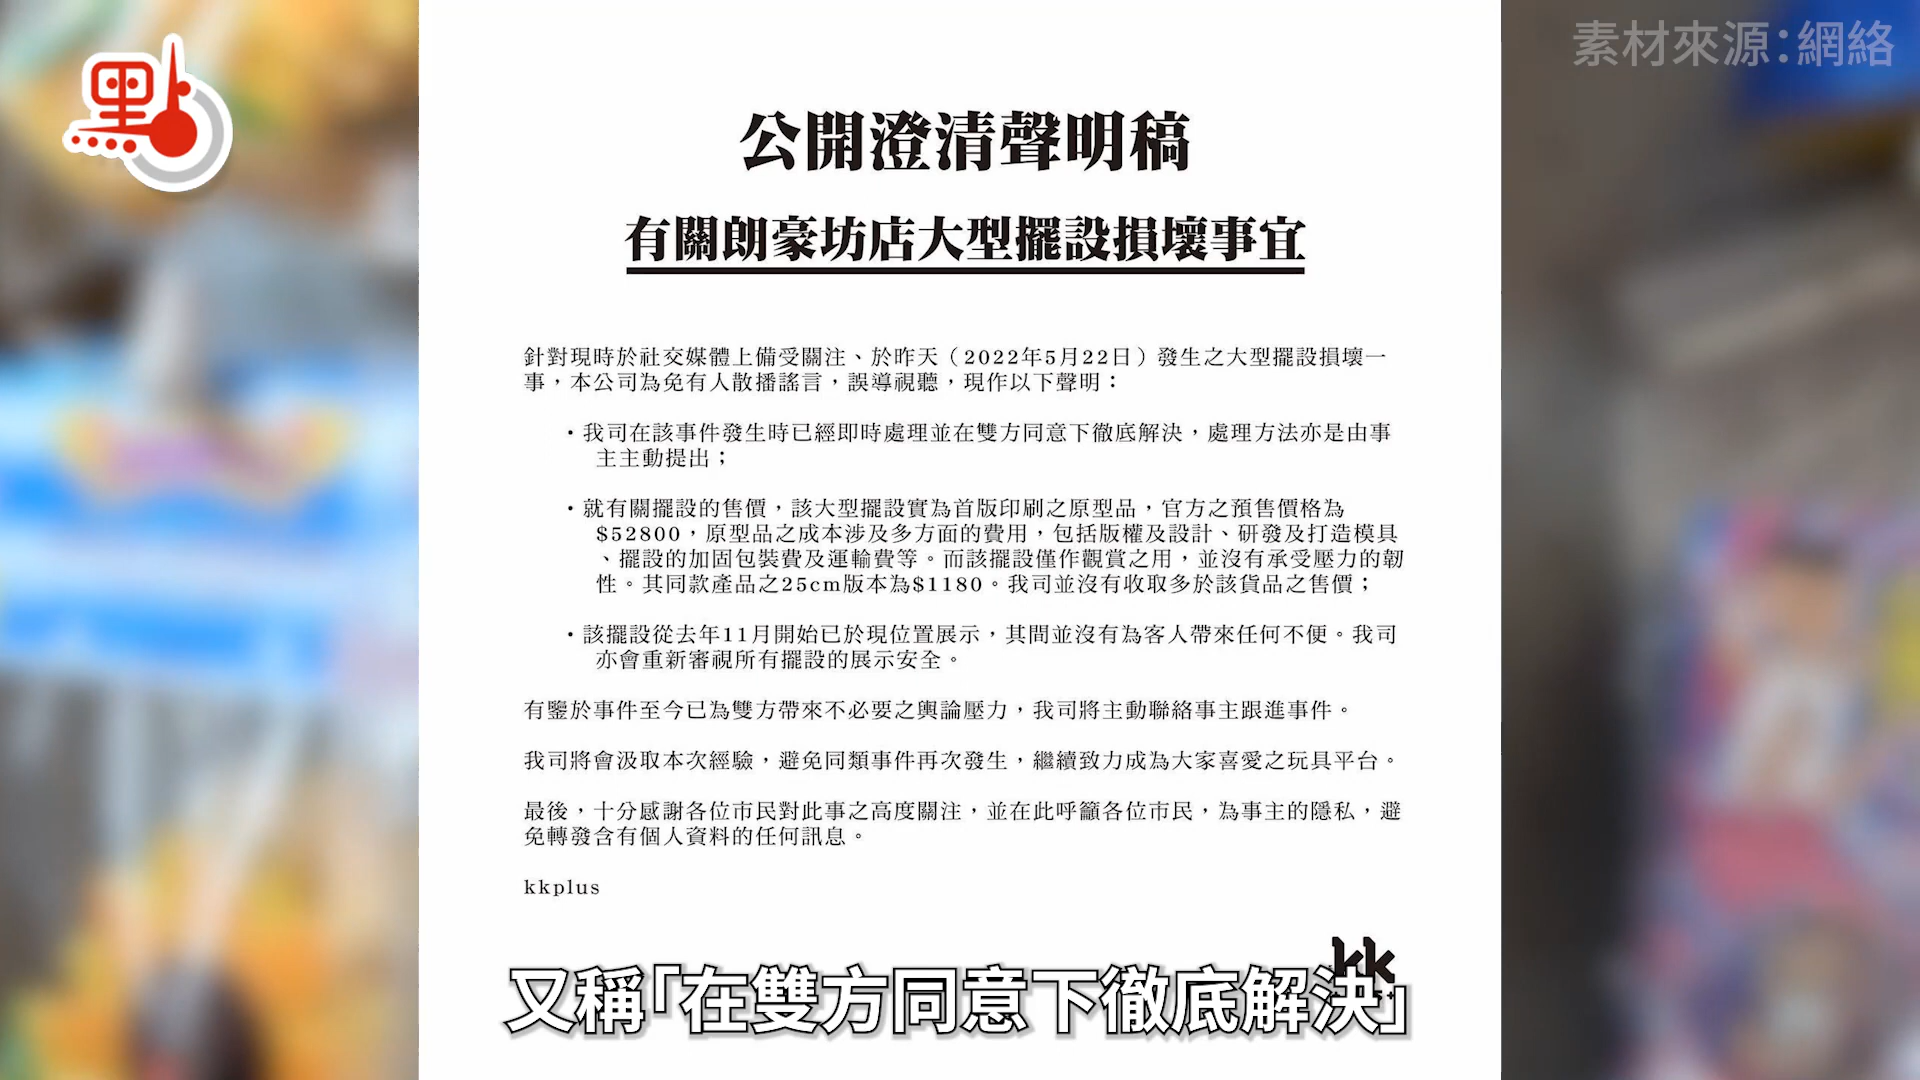 點
素材來源：網絡
公開澄清聲明稿
有關朗豪坊店大型擺設損壞事宜
針對現時於社交媒體上備受關注、於昨天（2022年5月22日）發生之大型擺設損壞一
事，本公司為免有人散播謠言，誤導視聽，現作以下聲明：
・我司在該事件發生時已經即時處理並在雙方同意下徹底解決，處理方法亦是由事
主主動提出；
・就有關擺設的售價，該大型擺設實為首版印刷之原型品，官方之預售價格為
$52800，原型品之成本涉及多方面的費用，包括版權及設計、研發及打造模具
、擺設的加固包裝費及運輸費等。而該擺設僅作觀賞之用，並沒有承受壓力的韌
性。其同款產品之25cm版本為$1180。我司並沒有收取多於該貨品之售價；
・該擺設從去年11月開始已於現位置展示，其間並沒有為客人帶來任何不便。我司
亦會重新審視所有擺設的展示安全。
有鑒於事件至今已為雙方帶來不必要之輿論壓力，我司將主動聯絡事主跟進事件。
我司將會汲取本次經驗，避免同類事件再次發生，繼續致力成為大家喜愛之玩具平台。
最後，十分感謝各位市民對此事之高度關注，並在此呼籲各位市民，為事主的隱私，避
免轉發含有個人資料的任何訊息。
kkplus
kk
又稱「在雙方同意下徹底解決」